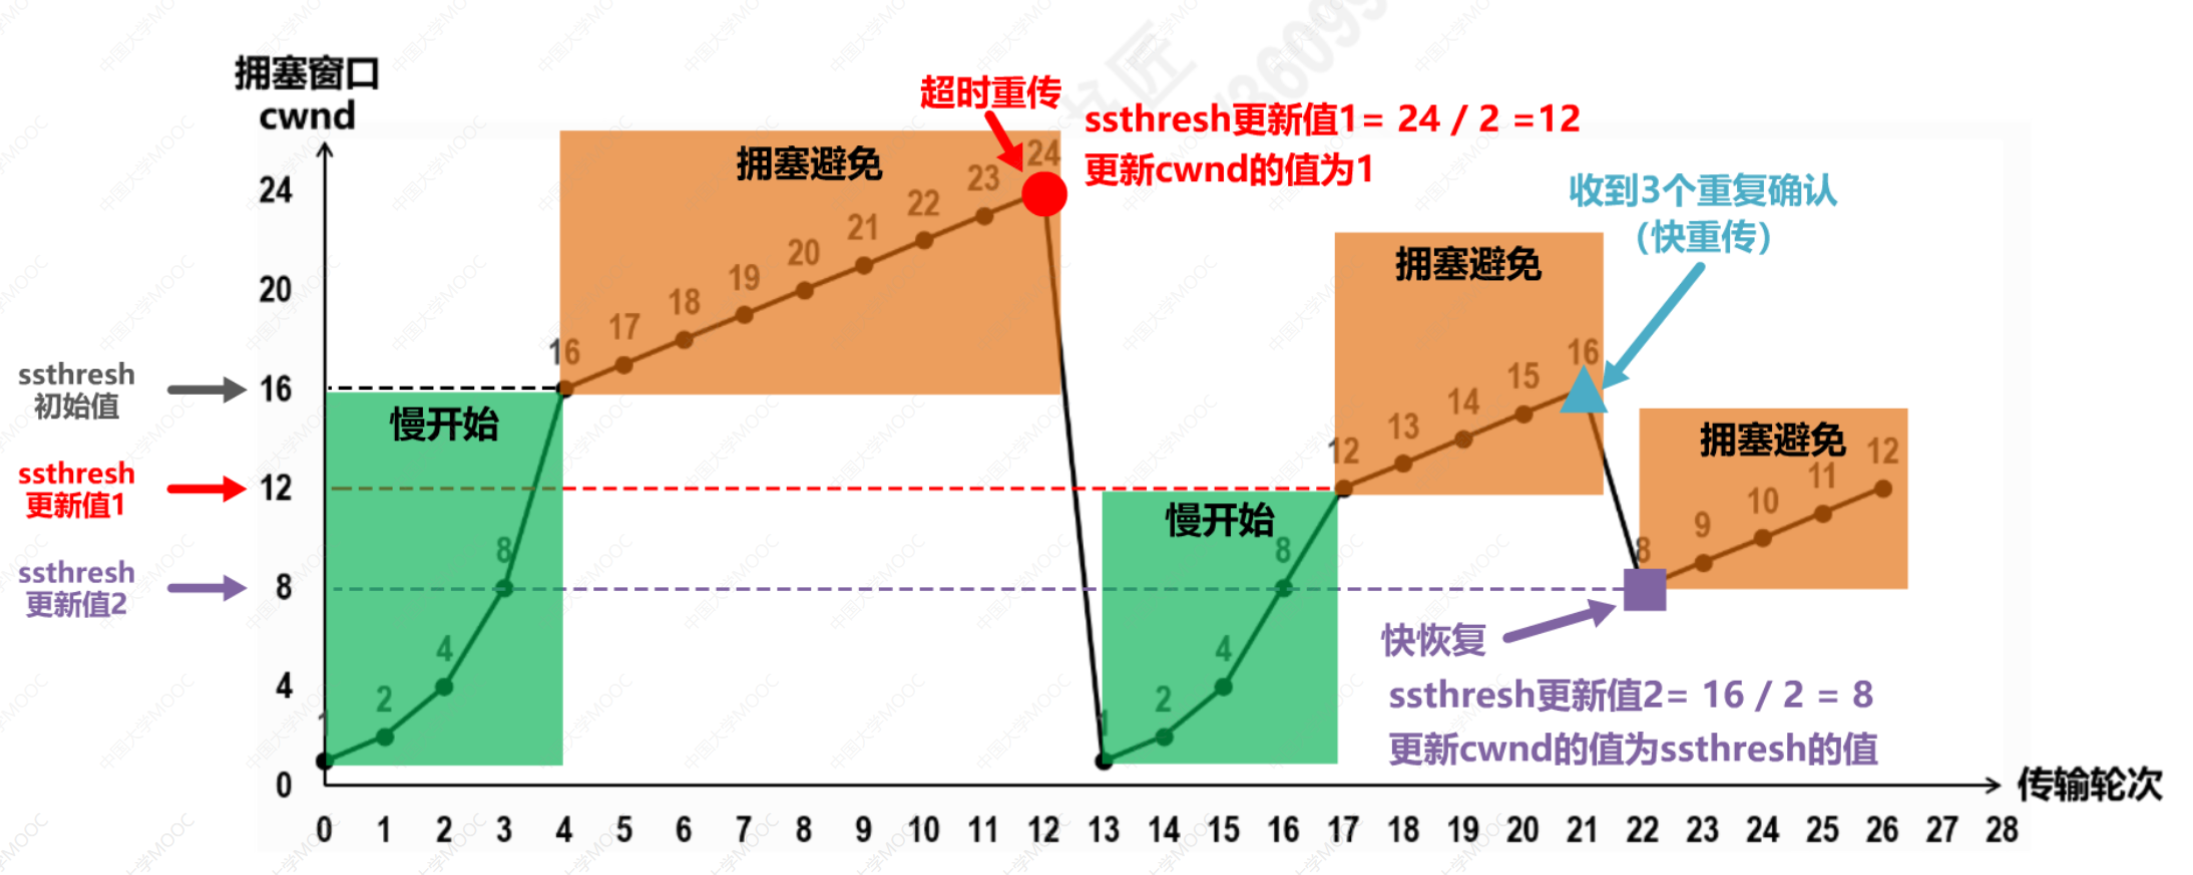 拥塞窗口
cwnd
超时重传
ssthresh更新值1= 24 / 2 =12
更新cwnd的值为1
拥塞避免
收到3个重复确认
（快重传）
拥塞避免
拥塞避免
慢开始
慢开始
ssthresh
初始值
ssthresh
更新值1
ssthresh
更新值2
24
20
16
12
8
4
0
1
2
4
8
16
17
18
19
20
21
22
23
24
1
2
4
8
12
13
14
15
16
8
9
10
11
12
快恢复
ssthresh更新值2= 16 / 2 = 8
更新cwnd的值为ssthresh的值
0 1 2 3 4 5 6 7 8 9 10 11 12 13 14 15 16 17 18 19 20 21 22 23 24 25 26 27 28
传输轮次
中国大学MOOC